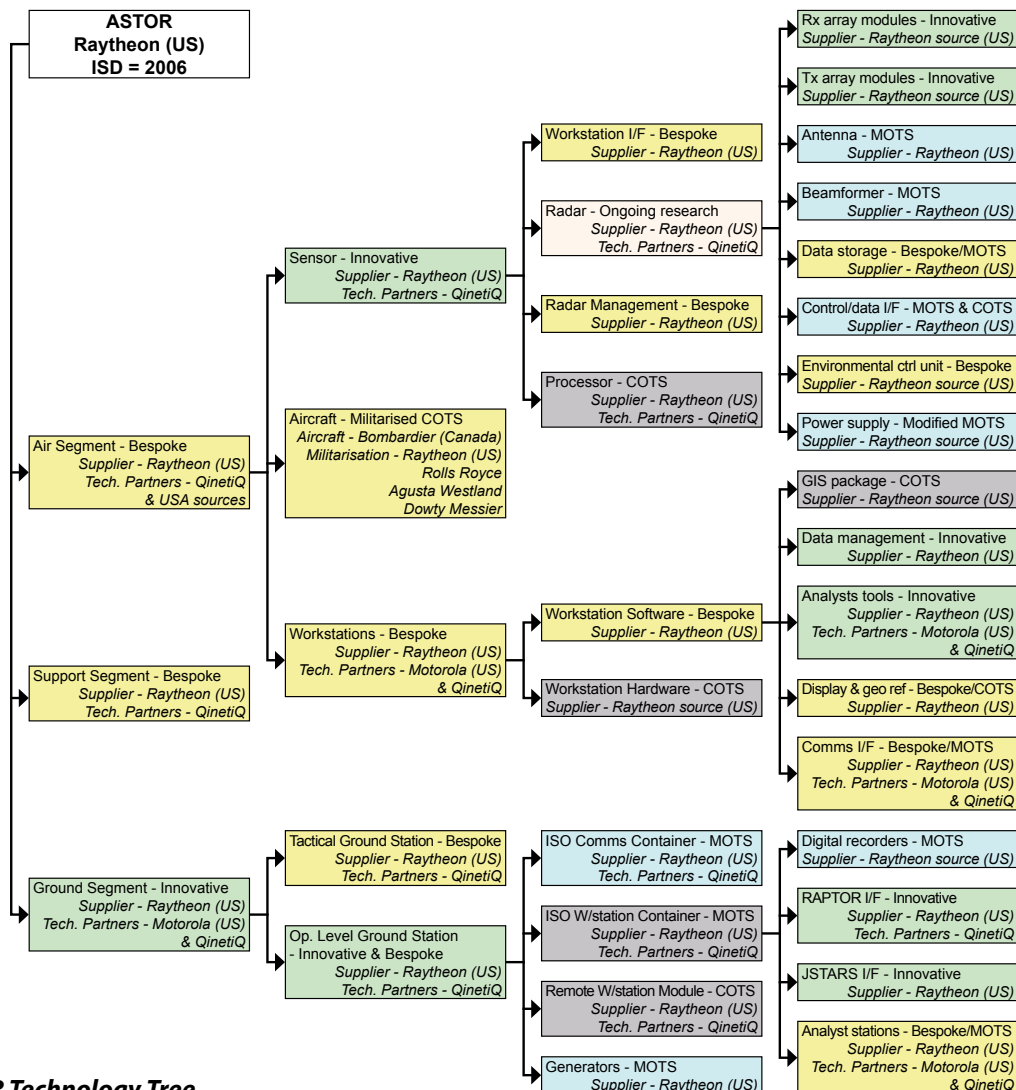 ASTOR
Raytheon (US)
ISD = 2006
Air Segment - Bespoke
Supplier - Raytheon (US)
Tech. Partners - QinetiQ
& USA sources
Support Segment - Bespoke
Supplier - Raytheon (US)
Tech. Partners - QinetiQ
Ground Segment - Innovative
Supplier - Raytheon (US)
Tech. Partners - Motorola (US)
& QinetiQ
Sensor - Innovative
Supplier - Raytheon (US)
Tech. Partners - QinetiQ
Aircraft - Militarised COTS
Aircraft - Bombardier (Canada)
Militarisation - Raytheon (US)
Rolls Royce
Agusta Westland
Dowty Messier
Workstations - Bespoke
Supplier - Raytheon (US)
Tech. Partners - Motorola (US)
& QinetiQ
Tactical Ground Station - Bespoke
Supplier - Raytheon (US)
Tech. Partners - QinetiQ
Op. Level Ground Station
- Innovative & Bespoke
Supplier - Raytheon (US)
Tech. Partners - QinetiQ
Workstation I/F - Bespoke
Supplier - Raytheon (US)
Radar - Ongoing research
Supplier - Raytheon (US)
Tech. Partners - QinetiQ
Radar Management - Bespoke
Supplier - Raytheon (US)
Processor - COTS
Supplier - Raytheon (US)
Tech. Partners - QinetiQ
Workstation Software - Bespoke
Supplier - Raytheon (US)
Workstation Hardware - COTS
Supplier - Raytheon source (US)
ISO Comms Container - MOTS
Supplier - Raytheon (US)
Tech. Partners - QinetiQ
ISO W/station Container - MOTS
Supplier - Raytheon (US)
Tech. Partners - QinetiQ
Remote W/station Module - COTS
Supplier - Raytheon (US)
Tech. Partners - QinetiQ
Generators - MOTS
Supplier - Raytheon (US)
Rx array modules - Innovative
Supplier - Raytheon source (US)
Tx array modules - Innovative
Supplier - Raytheon source (US)
Antenna - MOTS
Supplier - Raytheon (US)
Beamformer - MOTS
Supplier - Raytheon (US)
Data storage - Bespoke/MOTS
Supplier - Raytheon (US)
Control/data I/F - MOTS & COTS
Supplier - Raytheon (US)
Environmental ctrl unit - Bespoke
Supplier - Raytheon source (US)
Power supply - Modified MOTS
Supplier - Raytheon source (US)
GIS package - COTS
Supplier - Raytheon source (US)
Data management - Innovative
Supplier - Raytheon (US)
Analysts tools - Innovative
Supplier - Raytheon (US)
Tech. Partners - Motorola (US)
& QinetiQ
Display & geo ref - Bespoke/COTS
Supplier - Raytheon (US)
Comms I/F - Bespoke/MOTS
Supplier - Raytheon (US)
Tech. Partners - Motorola (US)
& QinetiQ
Digital recorders - MOTS
Supplier - Raytheon source (US)
RAPTOR I/F - Innovative
Supplier - Raytheon (US)
Tech. Partners - QinetiQ
JSTARS I/F - Innovative
Supplier - Raytheon (US)
Analyst stations - Bespoke/MOTS
Supplier - Raytheon (US)
Tech. Partners - Motorola (US)
& QinetiQ
Technology Tree